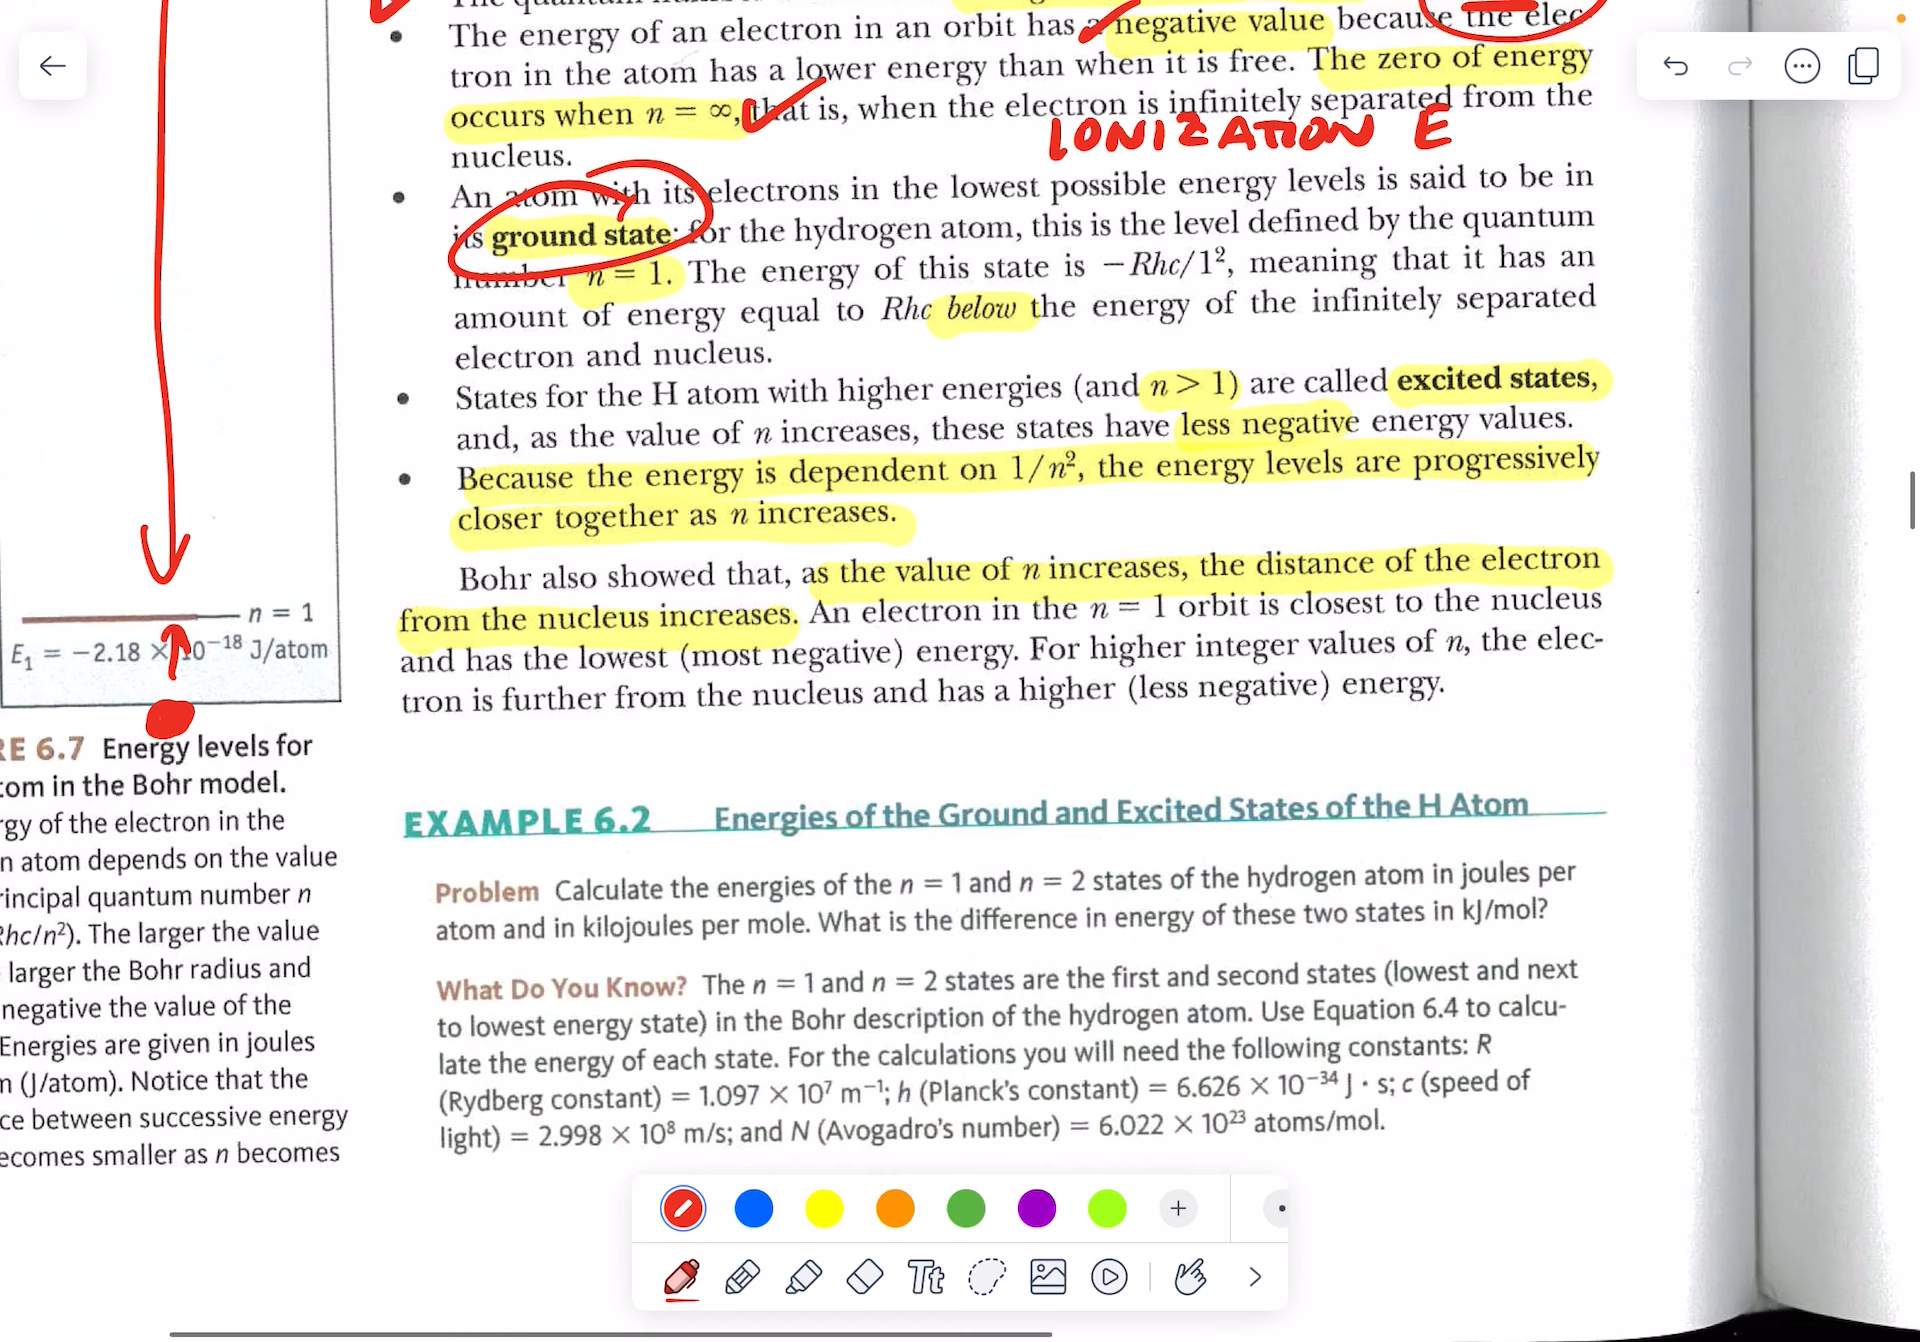 The energy of an electron in an orbit has a negative value because the elec-
tron in the atom has a lower energy than when it is free. The zero of energy
occurs when n = ∞, that is, when the electron is infinitely separated from the
IONIZATION E
nucleus.
An atom with its electrons in the lowest possible energy levels is said to be in
its ground state; for the hydrogen atom, this is the level defined by the quantum
number n = 1. The energy of this state is −Rhc/1², meaning that it has an
amount of energy equal to Rhc below the energy of the infinitely separated
electron and nucleus.
States for the H atom with higher energies (and n > 1) are called excited states,
and, as the value of n increases, these states have less negative energy values.
Because the energy is dependent on 1/n², the energy levels are progressively
closer together as n increases.
Bohr also showed that, as the value of n increases, the distance of the electron
from the nucleus increases. An electron in the n = 1 orbit is closest to the nucleus
and has the lowest (most negative) energy. For higher integer values of n, the elec-
tron is further from the nucleus and has a higher (less negative) energy.
n = 1
E₁ = −2.18 × 10⁻¹⁸ J/atom
RE 6.7 Energy levels for
tom in the Bohr model.
rgy of the electron in the
n atom depends on the value
rincipal quantum number n
Rhc/n²). The larger the value
larger the Bohr radius and
negative the value of the
Energies are given in joules
m (J/atom). Notice that the
ce between successive energy
ecomes smaller as n becomes
EXAMPLE 6.2 Energies of the Ground and Excited States of the H Atom
Problem Calculate the energies of the n = 1 and n = 2 states of the hydrogen atom in joules per
atom and in kilojoules per mole. What is the difference in energy of these two states in kJ/mol?
What Do You Know? The n = 1 and n = 2 states are the first and second states (lowest and next
to lowest energy state) in the Bohr description of the hydrogen atom. Use Equation 6.4 to calcu-
late the energy of each state. For the calculations you will need the following constants: R
(Rydberg constant) = 1.097 × 10⁷ m⁻¹; h (Planck's constant) = 6.626 × 10⁻³⁴ J · s; c (speed of
light) = 2.998 × 10⁸ m/s; and N (Avogadro's number) = 6.022 × 10²³ atoms/mol.
Tt